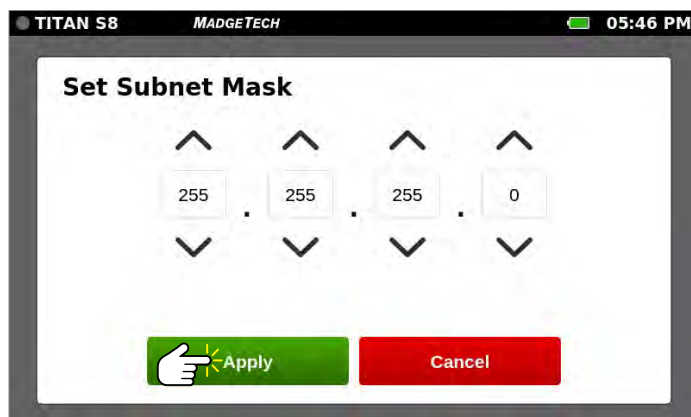 TITAN S8 MADGETECH 05:46 PM
Set Subnet Mask
255 . 255 . 255 . 0
Apply Cancel